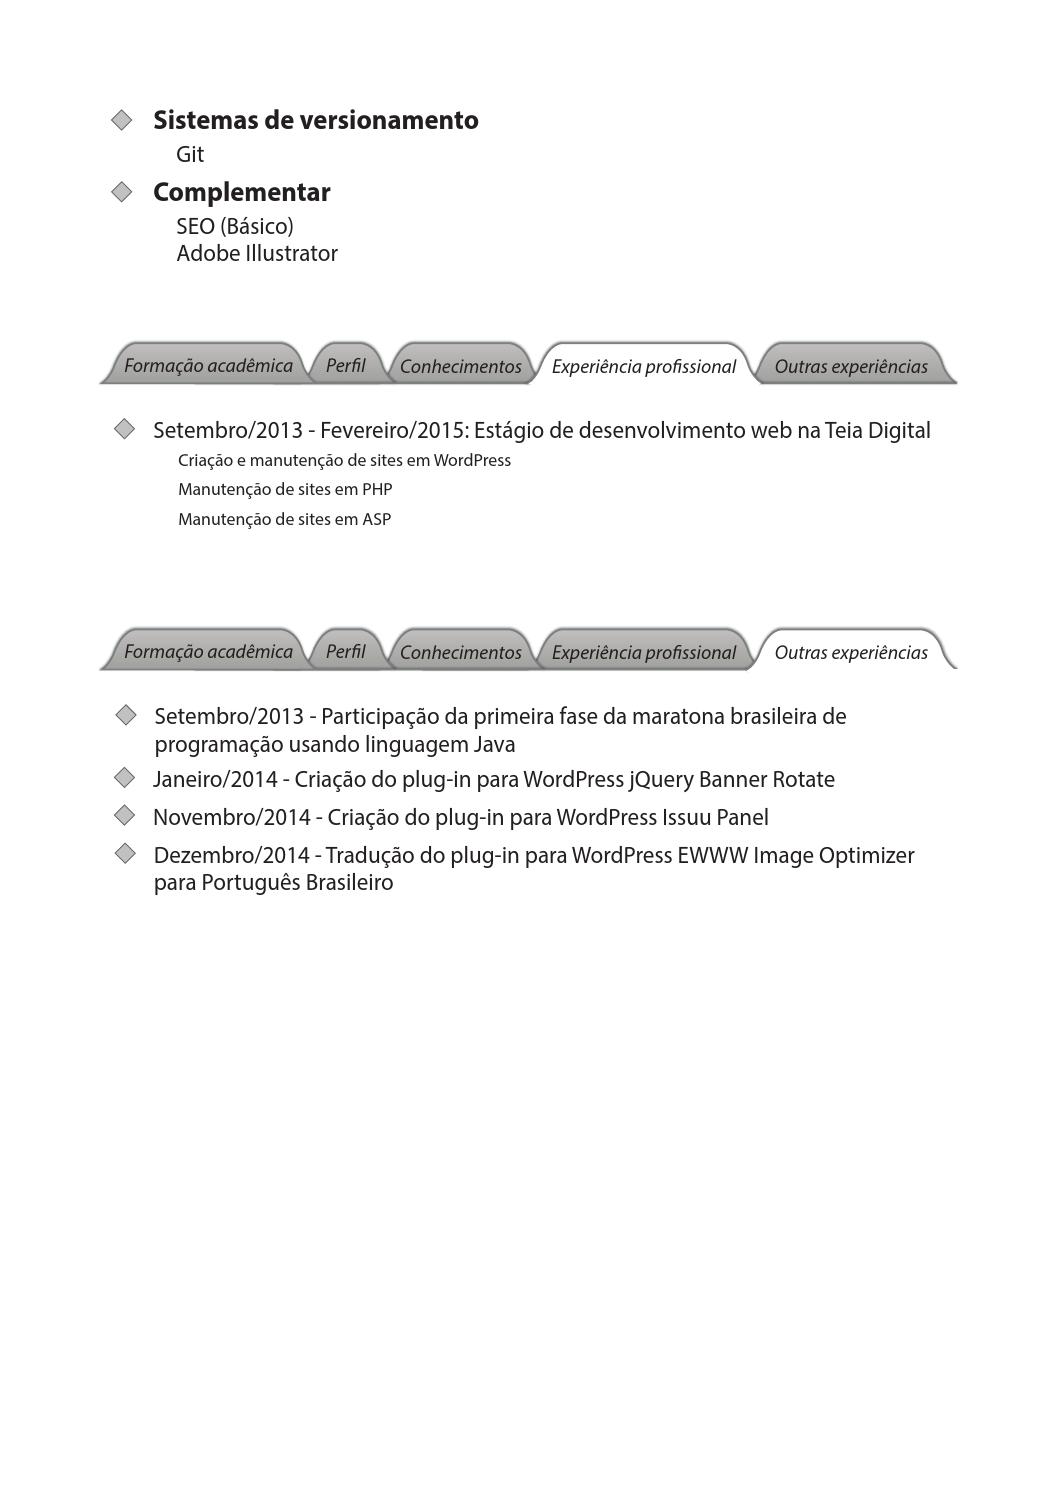 Sistemas de versionamento
Git
Complementar
SEO (Básico)
Adobe Illustrator
Formação acadêmica Perfil Conhecimentos Experiência profissional Outras experiências
Setembro/2013 - Fevereiro/2015: Estágio de desenvolvimento web na Teia Digital
Criação e manutenção de sites em WordPress
Manutenção de sites em PHP
Manutenção de sites em ASP
Formação acadêmica Perfil Conhecimentos Experiência profissional Outras experiências
Setembro/2013 - Participação da primeira fase da maratona brasileira de
programação usando linguagem Java
Janeiro/2014 - Criação do plug-in para WordPress jQuery Banner Rotate
Novembro/2014 - Criação do plug-in para WordPress Issuu Panel
Dezembro/2014 - Tradução do plug-in para WordPress EWWW Image Optimizer
para Português Brasileiro